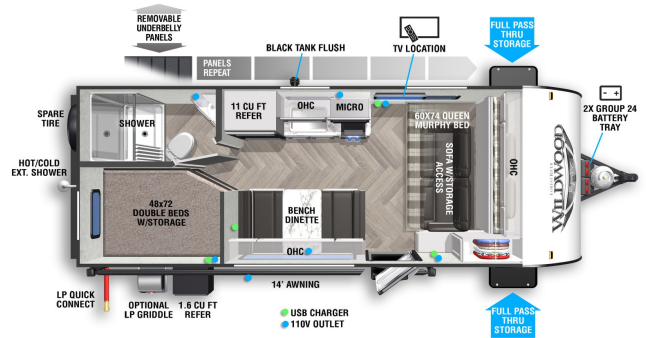 REMOVABLE
UNDERBELLY
PANELS
PANELS
REPEAT
BLACK TANK FLUSH
TV LOCATION
FULL PASS
THRU
STORAGE
- +
2X GROUP 24
BATTERY
TRAY
SPARE
TIRE
SHOWER
11 CU FT
REFER
OHC
MICRO
60X74 QUEEN
MURPHY BED
SOFA W/STORAGE
ACCESS
OHC
WILDWOOD
HOT/COLD
EXT. SHOWER
48x72
DOUBLE BEDS
W/STORAGE
BENCH
DINETTE
OHC
14' AWNING
LP QUICK
CONNECT
OPTIONAL
LP GRIDDLE
1.6 CU FT
REFER
USB CHARGER
110V OUTLET
FULL PASS
THRU
STORAGE